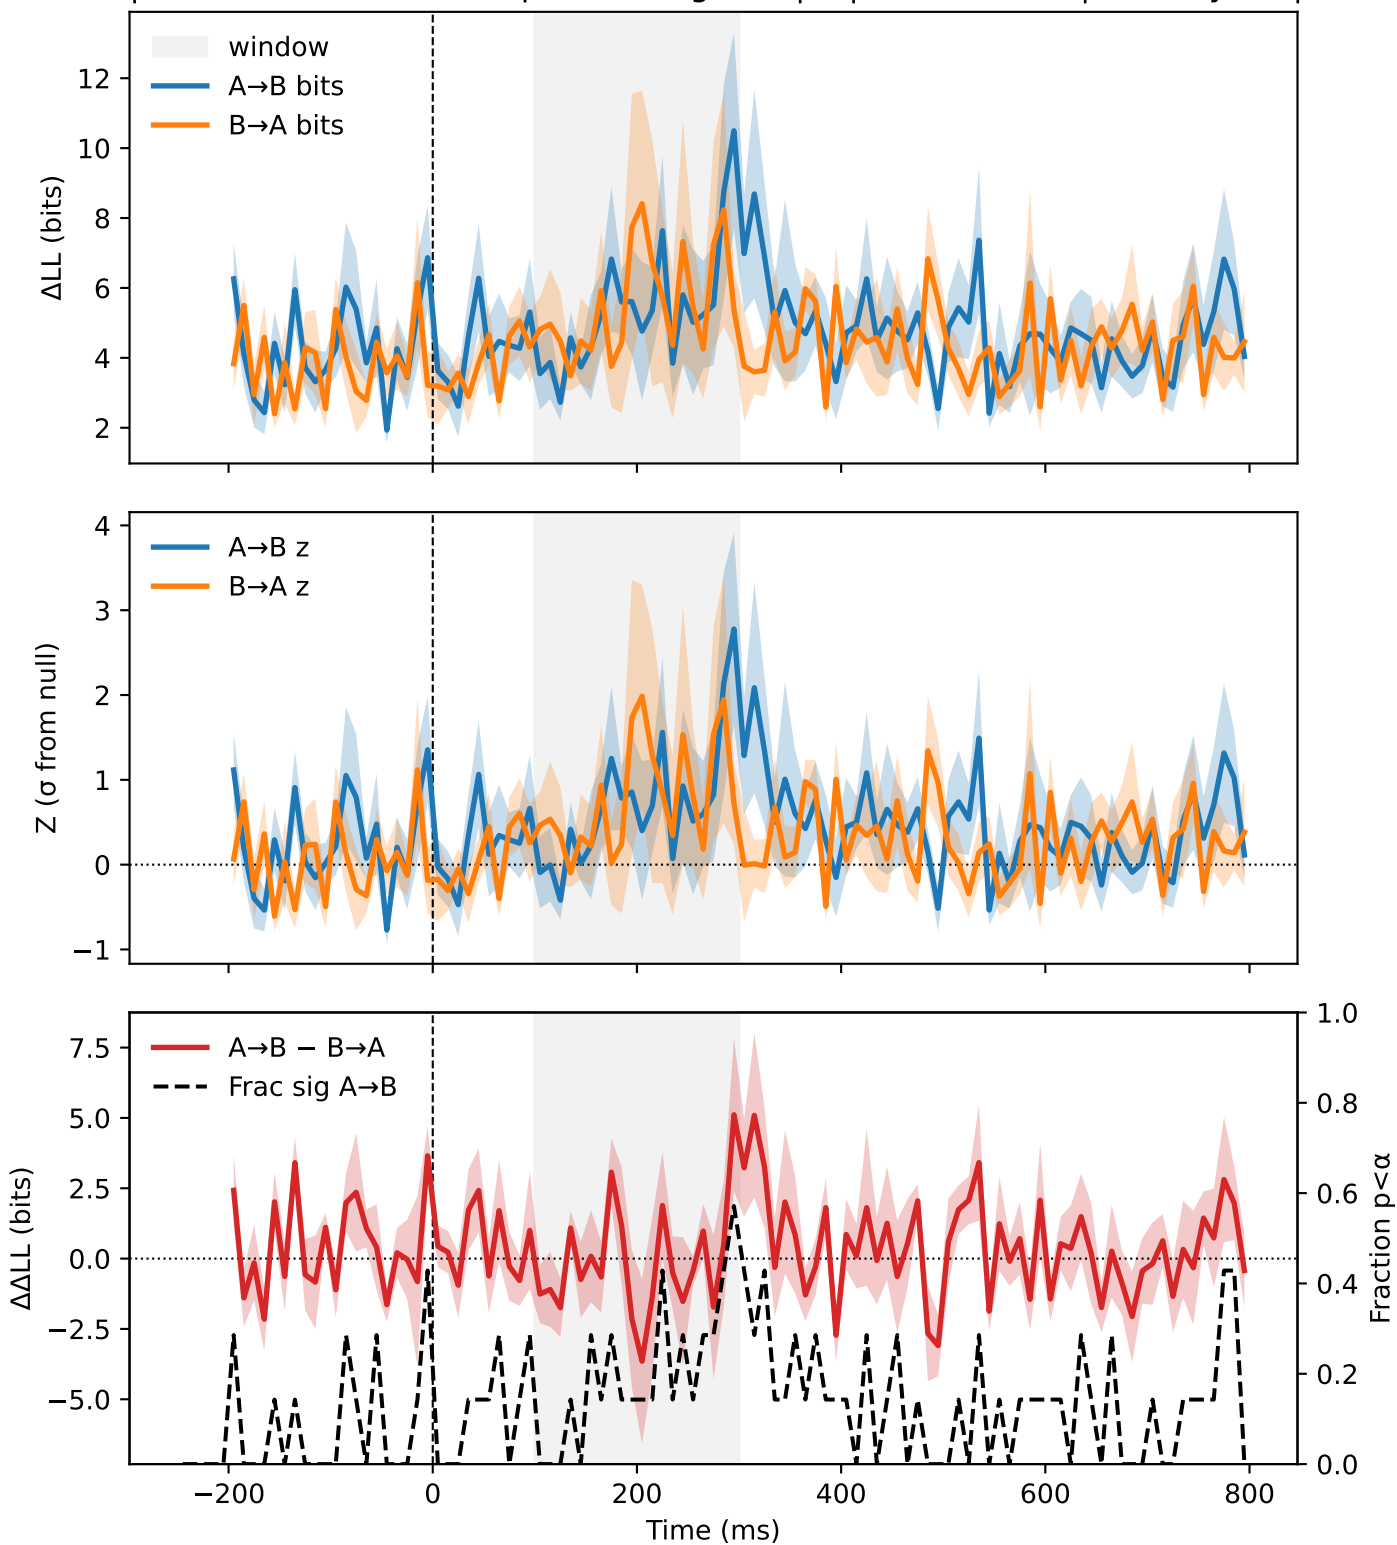 window
A→B bits
B→A bits
ΔLL (bits)
12
10
8
6
4
2
A→B z
B→A z
Z (σ from null)
4
3
2
1
0
−1
A→B − B→A
Frac sig A→B
ΔΔLL (bits)
7.5
5.0
2.5
0.0
−2.5
−5.0
1.0
0.8
0.6
0.4
0.2
0.0
Fraction p<α
−200
0
200
400
600
800
Time (ms)